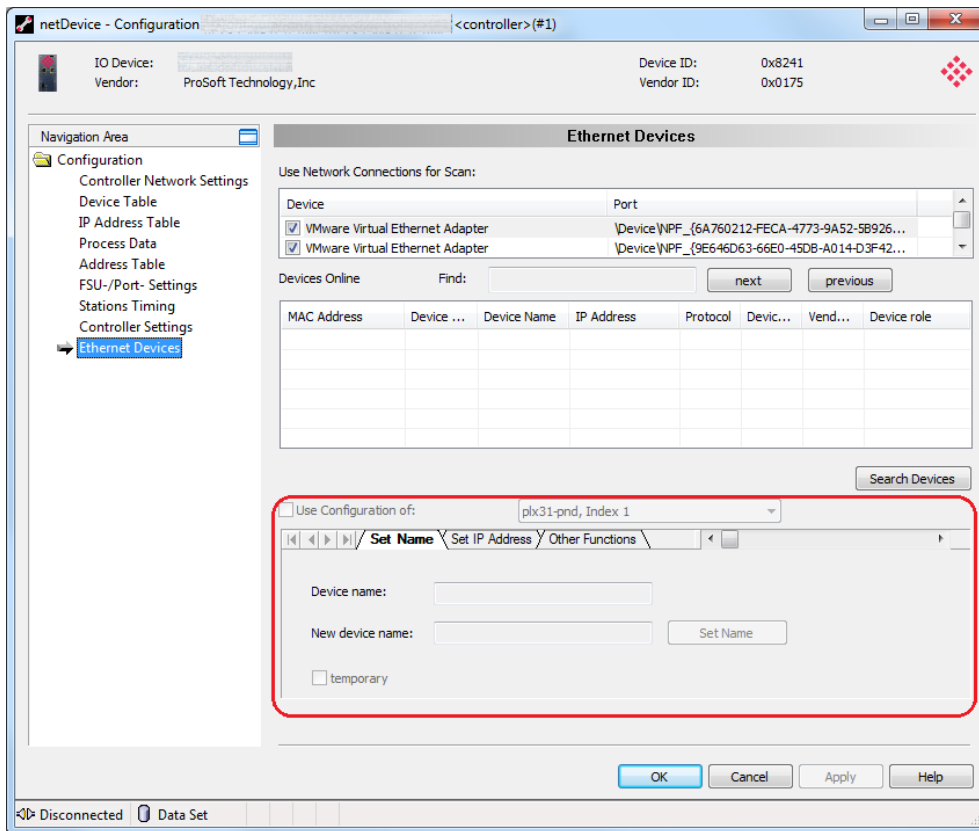 netDevice - Configuration <controller>(#1)
IO Device: Device ID: 0x8241
Vendor: ProSoft Technology,Inc Vendor ID: 0x0175
Navigation Area
Configuration
Controller Network Settings
Device Table
IP Address Table
Process Data
Address Table
FSU-/Port- Settings
Stations Timing
Controller Settings
Ethernet Devices
Ethernet Devices
Use Network Connections for Scan:
Device Port
VMware Virtual Ethernet Adapter \Device\NPF_{6A760212-FECA-4773-9A52-5B926...
VMware Virtual Ethernet Adapter \Device\NPF_{9E646D63-66E0-45DB-A014-D3F42...
Devices Online Find: next previous
MAC Address Device ... Device Name IP Address Protocol Devic... Vend... Device role
Search Devices
Use Configuration of: plx31-pnd, Index 1
Set Name Set IP Address Other Functions
Device name:
New device name: Set Name
temporary
OK Cancel Apply Help
Disconnected Data Set